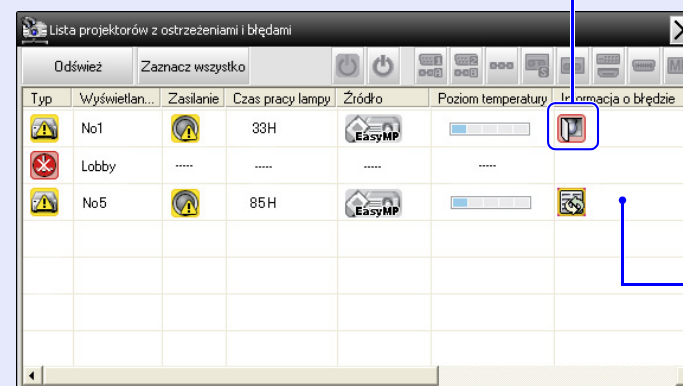 Lista projektorów z ostrzeżeniami i błędami
Odśwież Zaznacz wszystko
Typ Wyświetlan... Zasilanie Czas pracy lampy Źródło Poziom temperatury Informacja o błędzie
No1 33H EasyMP
Lobby ----- ----- ----- -----
No5 85H EasyMP